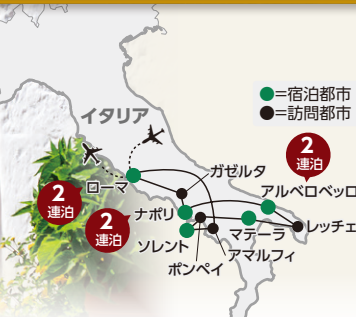 ●=宿泊都市
●=訪問都市
イタリア
2
連泊
ガゼルタ
アルベロベッロ
2
連泊
ローマ
2
連泊
ナポリ
レッチェ
ソレント
マテーラ
アマルフィ
ポンペイ